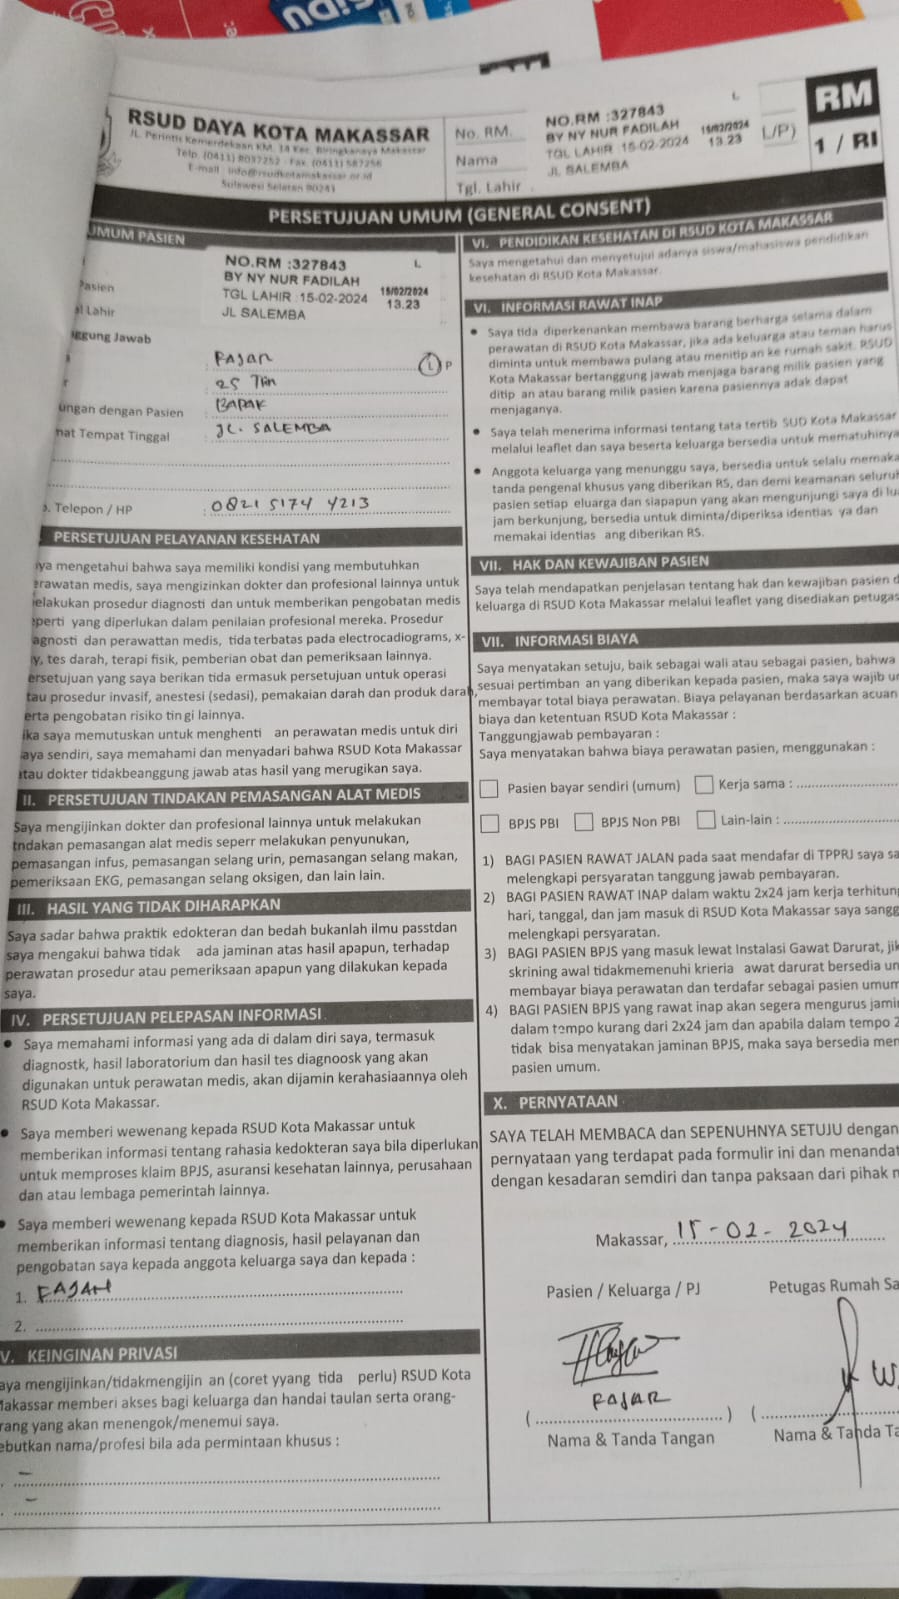 RSUD DAYA KOTA MAKASSAR
JL. Perintis Kemerdekaan KM. 14 Kec. Biringkanaya Makassar
Telp. (0411) 8037252 - Fax. (0411) 587256
E-mail : info@rsudkotamakassar.or.id
Sulawesi Selatan 90243
No. RM.
Nama
Tgl. Lahir
L
NO.RM :327843
BY NY NUR FADILAH 15/02/2024
TGL LAHIR 15-02-2024 13.23
JL SALEMBA
L/P)
RM
1 / RI
PERSETUJUAN UMUM (GENERAL CONSENT)
UMUM PASIEN
NO.RM :327843 L
BY NY NUR FADILAH
TGL LAHIR :15-02-2024 15/02/2024
JL SALEMBA 13.23
Pasien
al Lahir
ggung Jawab
FAJAR L P
25 Thn
ungan dengan Pasien BAPAK
mat Tempat Tinggal JL. SALEMBA
o. Telepon / HP : 0821 5174 4213
PERSETUJUAN PELAYANAN KESEHATAN
ya mengetahui bahwa saya memiliki kondisi yang membutuhkan
erawatan medis, saya mengizinkan dokter dan profesional lainnya untuk
elakukan prosedur diagnosti dan untuk memberikan pengobatan medis
eperti yang diperlukan dalam penilaian profesional mereka. Prosedur
agnosti dan perawattan medis, tida terbatas pada electrocadiograms, x-
y, tes darah, terapi fisik, pemberian obat dan pemeriksaan lainnya.
ersetujuan yang saya berikan tida ermasuk persetujuan untuk operasi
tau prosedur invasif, anestesi (sedasi), pemakaian darah dan produk darah,
erta pengobatan risiko tin gi lainnya.
ika saya memutuskan untuk menghenti an perawatan medis untuk diri
aya sendiri, saya memahami dan menyadari bahwa RSUD Kota Makassar
atau dokter tidakbeanggung jawab atas hasil yang merugikan saya.
II. PERSETUJUAN TINDAKAN PEMASANGAN ALAT MEDIS
Saya mengijinkan dokter dan profesional lainnya untuk melakukan
tndakan pemasangan alat medis seperr melakukan penyunukan,
pemasangan infus, pemasangan selang urin, pemasangan selang makan,
pemeriksaan EKG, pemasangan selang oksigen, dan lain lain.
III. HASIL YANG TIDAK DIHARAPKAN
Saya sadar bahwa praktik edokteran dan bedah bukanlah ilmu passtdan
saya mengakui bahwa tidak ada jaminan atas hasil apapun, terhadap
perawatan prosedur atau pemeriksaan apapun yang dilakukan kepada
saya.
IV. PERSETUJUAN PELEPASAN INFORMASI
● Saya memahami informasi yang ada di dalam diri saya, termasuk
diagnostk, hasil laboratorium dan hasil tes diagnoosk yang akan
digunakan untuk perawatan medis, akan dijamin kerahasiaannya oleh
RSUD Kota Makassar.
● Saya memberi wewenang kepada RSUD Kota Makassar untuk
memberikan informasi tentang rahasia kedokteran saya bila diperlukan
untuk memproses klaim BPJS, asuransi kesehatan lainnya, perusahaan
dan atau lembaga pemerintah lainnya.
● Saya memberi wewenang kepada RSUD Kota Makassar untuk
memberikan informasi tentang diagnosis, hasil pelayanan dan
pengobatan saya kepada anggota keluarga saya dan kepada :
1. FAJAR
2.
V. KEINGINAN PRIVASI
aya mengijinkan/tidakmengijin an (coret yyang tida perlu) RSUD Kota
Makassar memberi akses bagi keluarga dan handai taulan serta orang-
rang yang akan menengok/menemui saya.
ebutkan nama/profesi bila ada permintaan khusus :
VI. PENDIDIKAN KESEHATAN DI RSUD KOTA MAKASSAR
Saya mengetahui dan menyetujui adanya siswa/mahasiswa pendidikan
kesehatan di RSUD Kota Makassar.
VI. INFORMASI RAWAT INAP
● Saya tida diperkenankan membawa barang berharga selama dalam
perawatan di RSUD Kota Makassar, jika ada keluarga atau teman harus
diminta untuk membawa pulang atau menitip an ke rumah sakit. RSUD
Kota Makassar bertanggung jawab menjaga barang milik pasien yang
ditip an atau barang milik pasien karena pasiennya adak dapat
menjaganya.
● Saya telah menerima informasi tentang tata tertib SUD Kota Makassar
melalui leaflet dan saya beserta keluarga bersedia untuk mematuhinya
● Anggota keluarga yang menunggu saya, bersedia untuk selalu memaka
tanda pengenal khusus yang diberikan RS, dan demi keamanan seluruh
pasien setiap eluarga dan siapapun yang akan mengunjungi saya di lu
jam berkunjung, bersedia untuk diminta/diperiksa identias ya dan
memakai identias ang diberikan RS.
VII. HAK DAN KEWAJIBAN PASIEN
Saya telah mendapatkan penjelasan tentang hak dan kewajiban pasien d
keluarga di RSUD Kota Makassar melalui leaflet yang disediakan petugas
VII. INFORMASI BIAYA
Saya menyatakan setuju, baik sebagai wali atau sebagai pasien, bahwa
sesuai pertimban an yang diberikan kepada pasien, maka saya wajib u
membayar total biaya perawatan. Biaya pelayanan berdasarkan acuan
biaya dan ketentuan RSUD Kota Makassar :
Tanggungjawab pembayaran :
Saya menyatakan bahwa biaya perawatan pasien, menggunakan :
Pasien bayar sendiri (umum) Kerja sama :
BPJS PBI BPJS Non PBI Lain-lain :
1) BAGI PASIEN RAWAT JALAN pada saat mendafar di TPPRJ saya sa
melengkapi persyaratan tanggung jawab pembayaran.
2) BAGI PASIEN RAWAT INAP dalam waktu 2x24 jam kerja terhitung
hari, tanggal, dan jam masuk di RSUD Kota Makassar saya sangg
melengkapi persyaratan.
3) BAGI PASIEN BPJS yang masuk lewat Instalasi Gawat Darurat, jik
skrining awal tidakmemenuhi krieria awat darurat bersedia un
membayar biaya perawatan dan terdafar sebagai pasien umum
4) BAGI PASIEN BPJS yang rawat inap akan segera mengurus jami
dalam tempo kurang dari 2x24 jam dan apabila dalam tempo 2
tidak bisa menyatakan jaminan BPJS, maka saya bersedia men
pasien umum.
X. PERNYATAAN
SAYA TELAH MEMBACA dan SEPENUHNYA SETUJU dengan
pernyataan yang terdapat pada formulir ini dan menandat
dengan kesadaran semdiri dan tanpa paksaan dari pihak m
Makassar, 15-02-2024
Pasien / Keluarga / PJ Petugas Rumah Sa
FAJAR
Nama & Tanda Tangan Nama & Tanda Ta